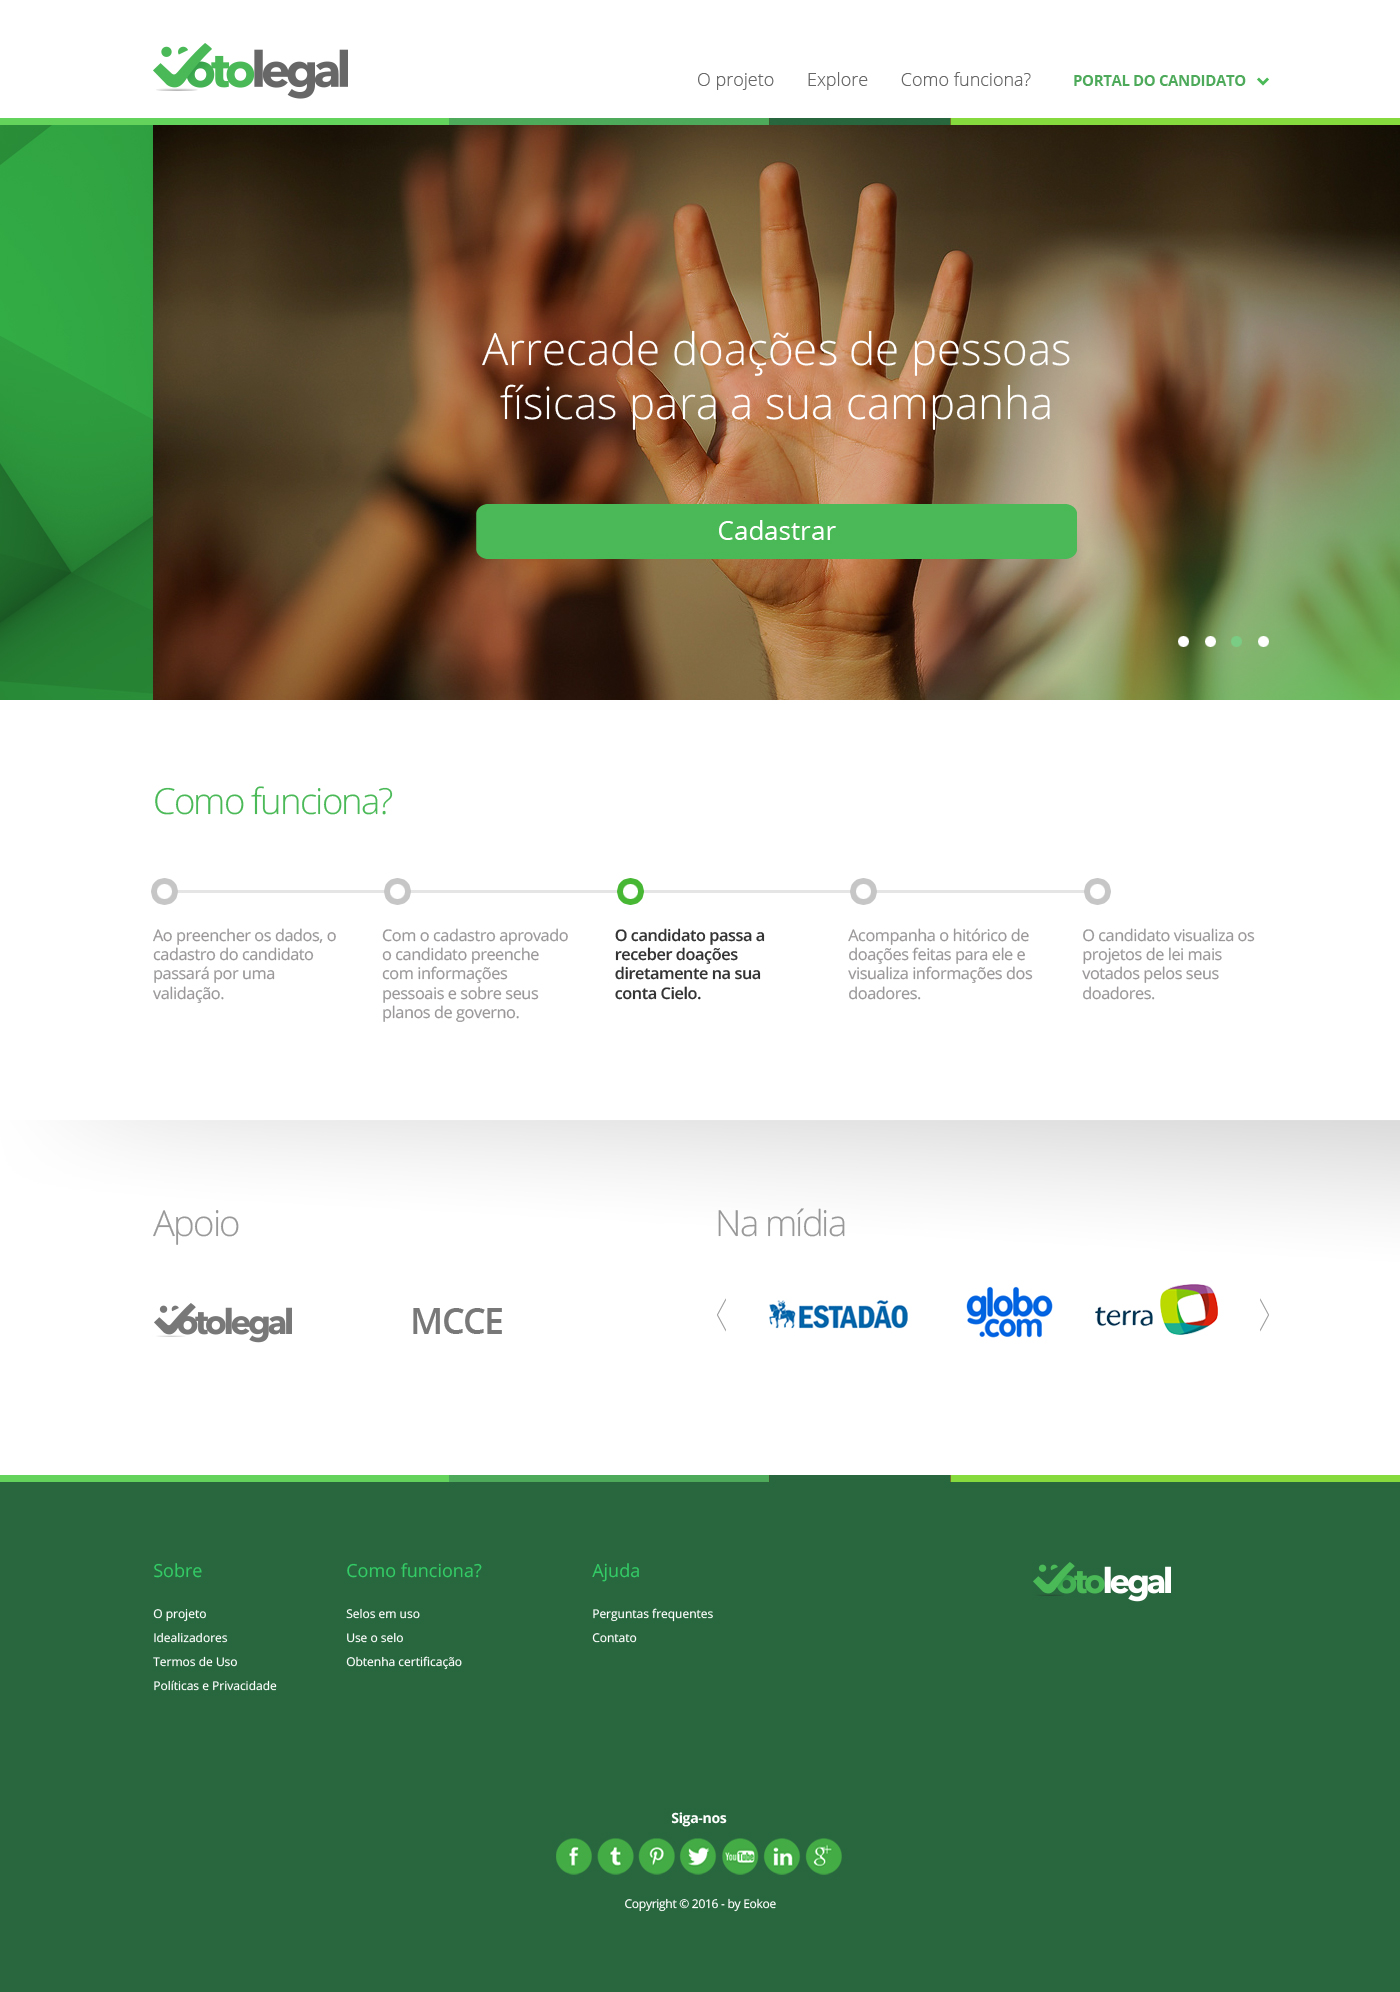 Votolegal
O projeto
Explore
Como funciona?
PORTAL DO CANDIDATO
Arrecade doações de pessoas
físicas para a sua campanha
Cadastrar
Como funciona?
Ao preencher os dados, o
cadastro do candidato
passará por uma
validação.
Com o cadastro aprovado
o candidato preenche
com informações
pessoais e sobre seus
planos de governo.
O candidato passa a
receber doações
diretamente na sua
conta Cielo.
Acompanha o hitórico de
doações feitas para ele e
visualiza informações dos
doadores.
O candidato visualiza os
projetos de lei mais
votados pelos seus
doadores.
Apoio
Votolegal
MCCE
Na mídia
ESTADÃO
globo
.com
terra
Sobre
O projeto
Idealizadores
Termos de Uso
Políticas e Privacidade
Como funciona?
Selos em uso
Use o selo
Obtenha certificação
Ajuda
Perguntas frequentes
Contato
Votolegal
Siga-nos
f t P YouTube in g+
Copyright © 2016 - by Eokoe